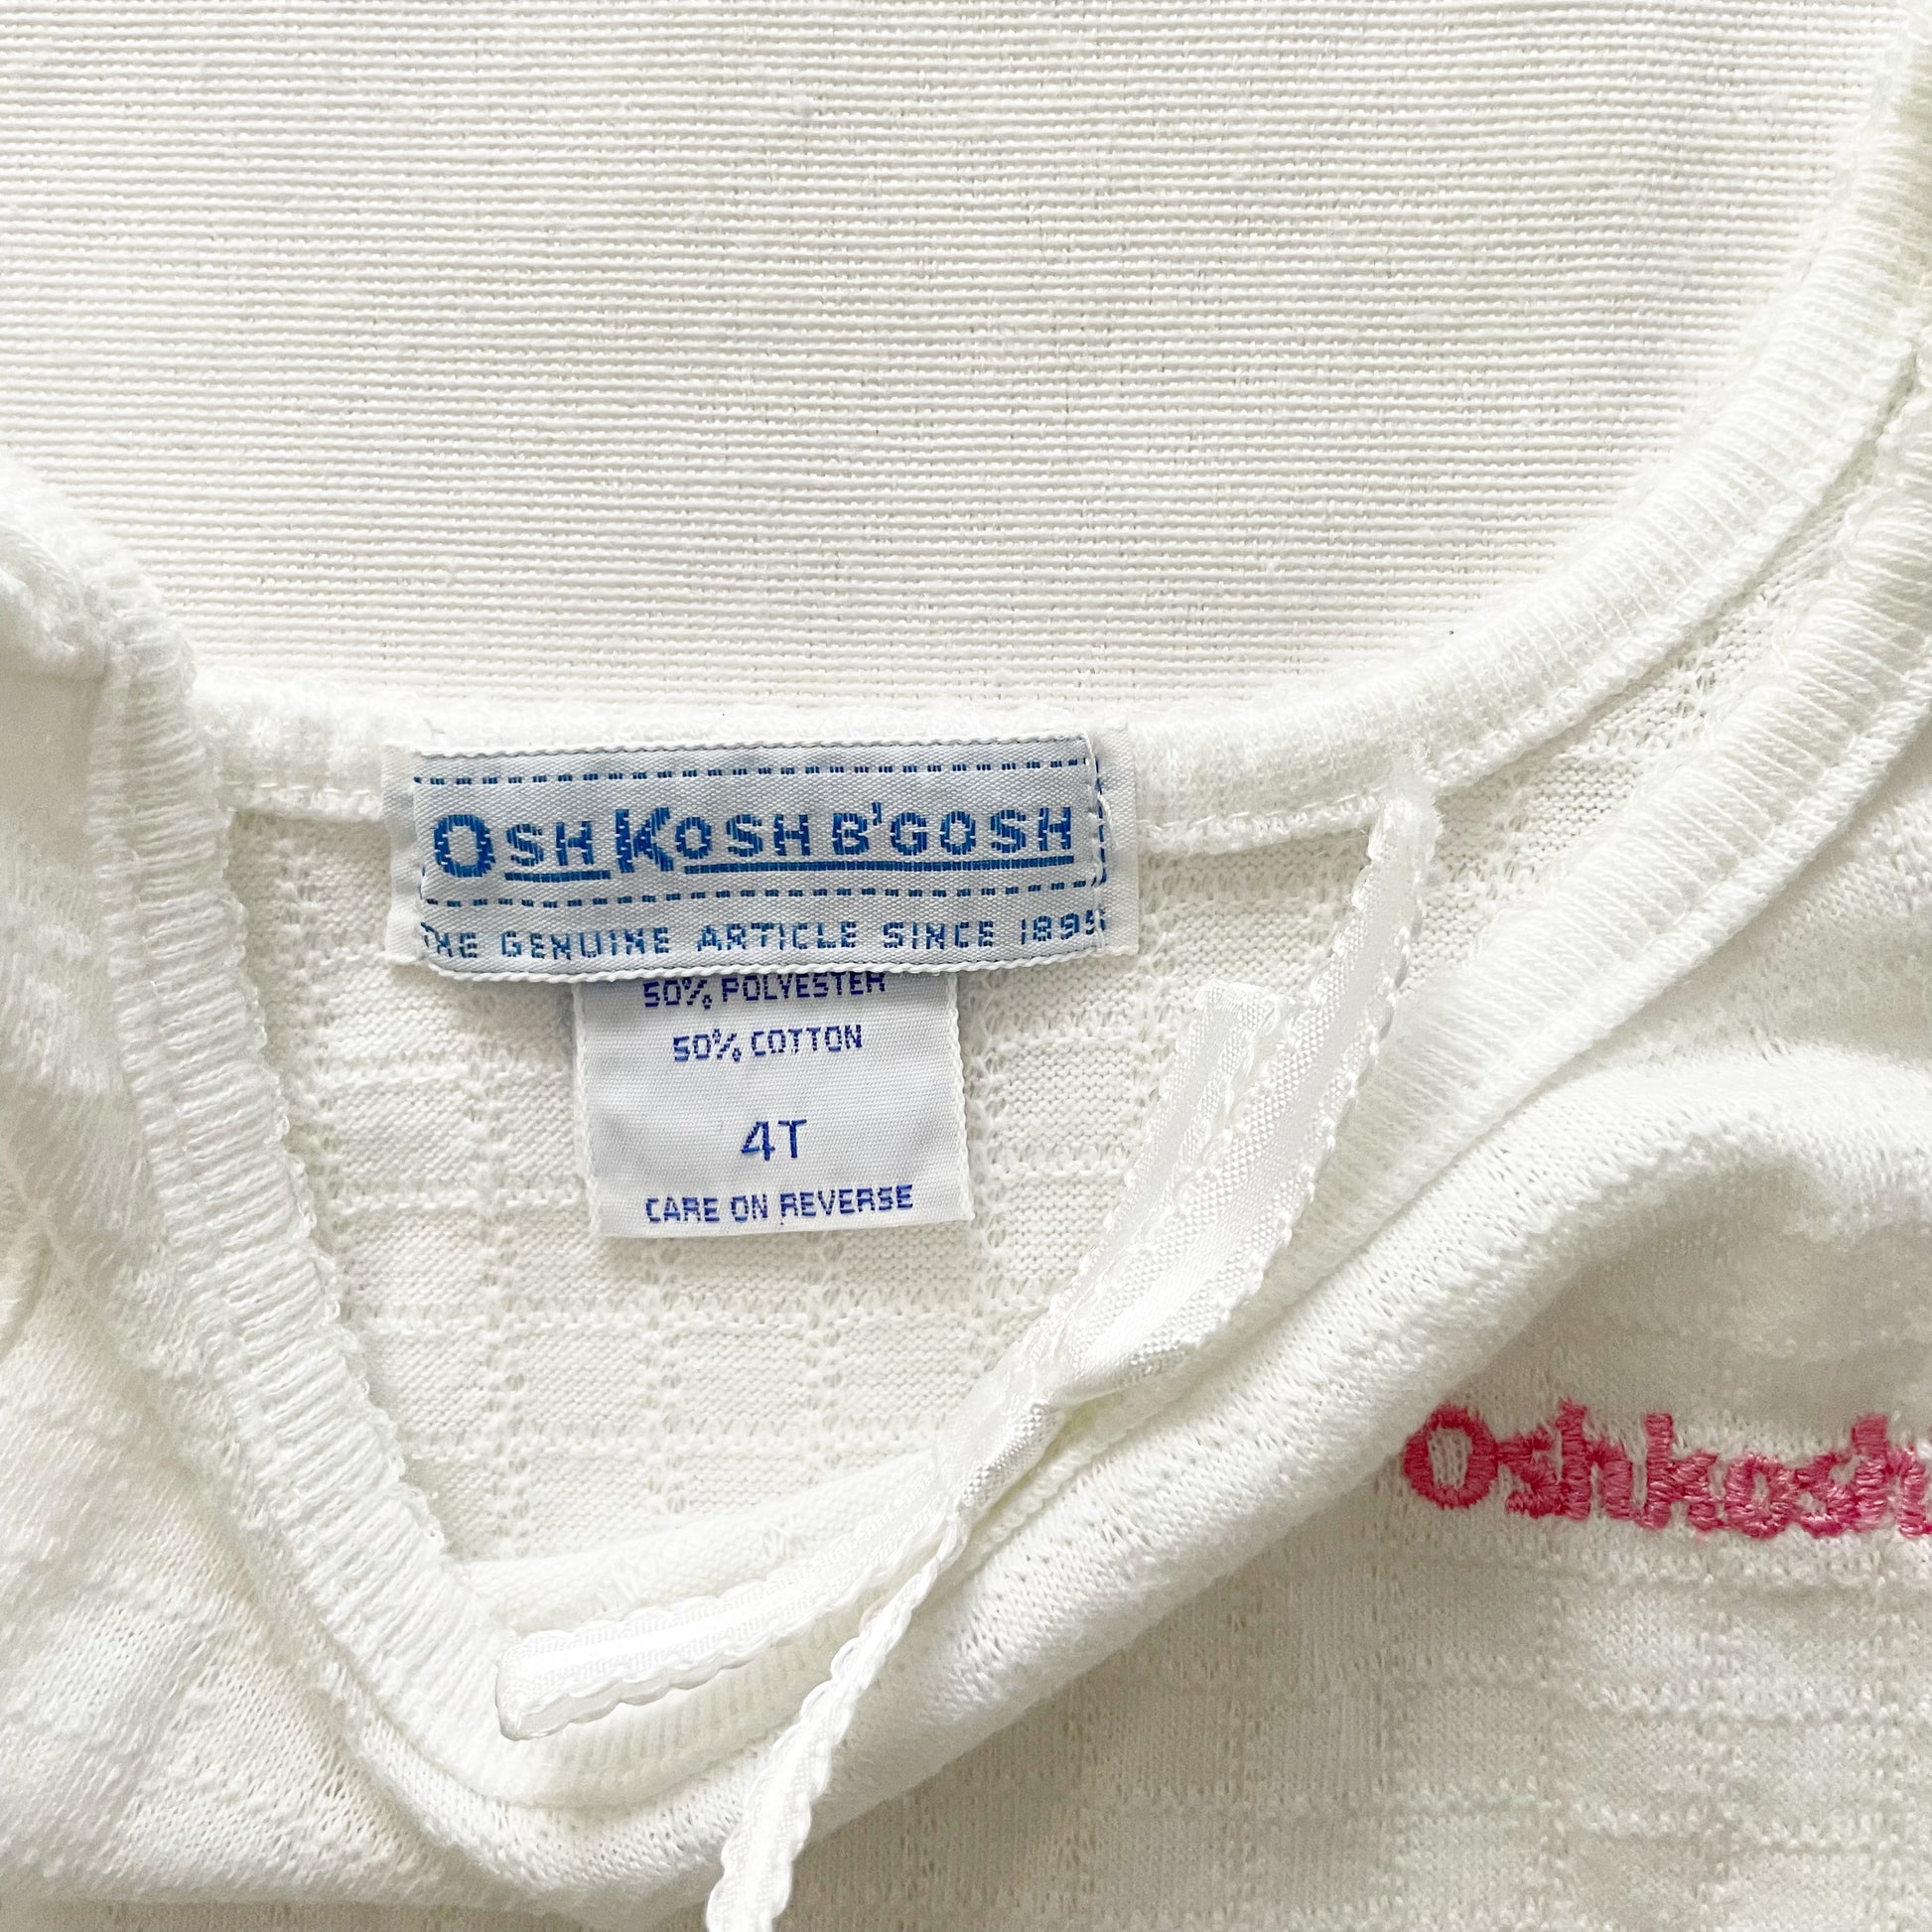 OSHKOSH B'GOSH
THE GENUINE ARTICLE SINCE 1895
50% POLYESTER
50% COTTON
4T
CARE ON REVERSE
Oshkosh